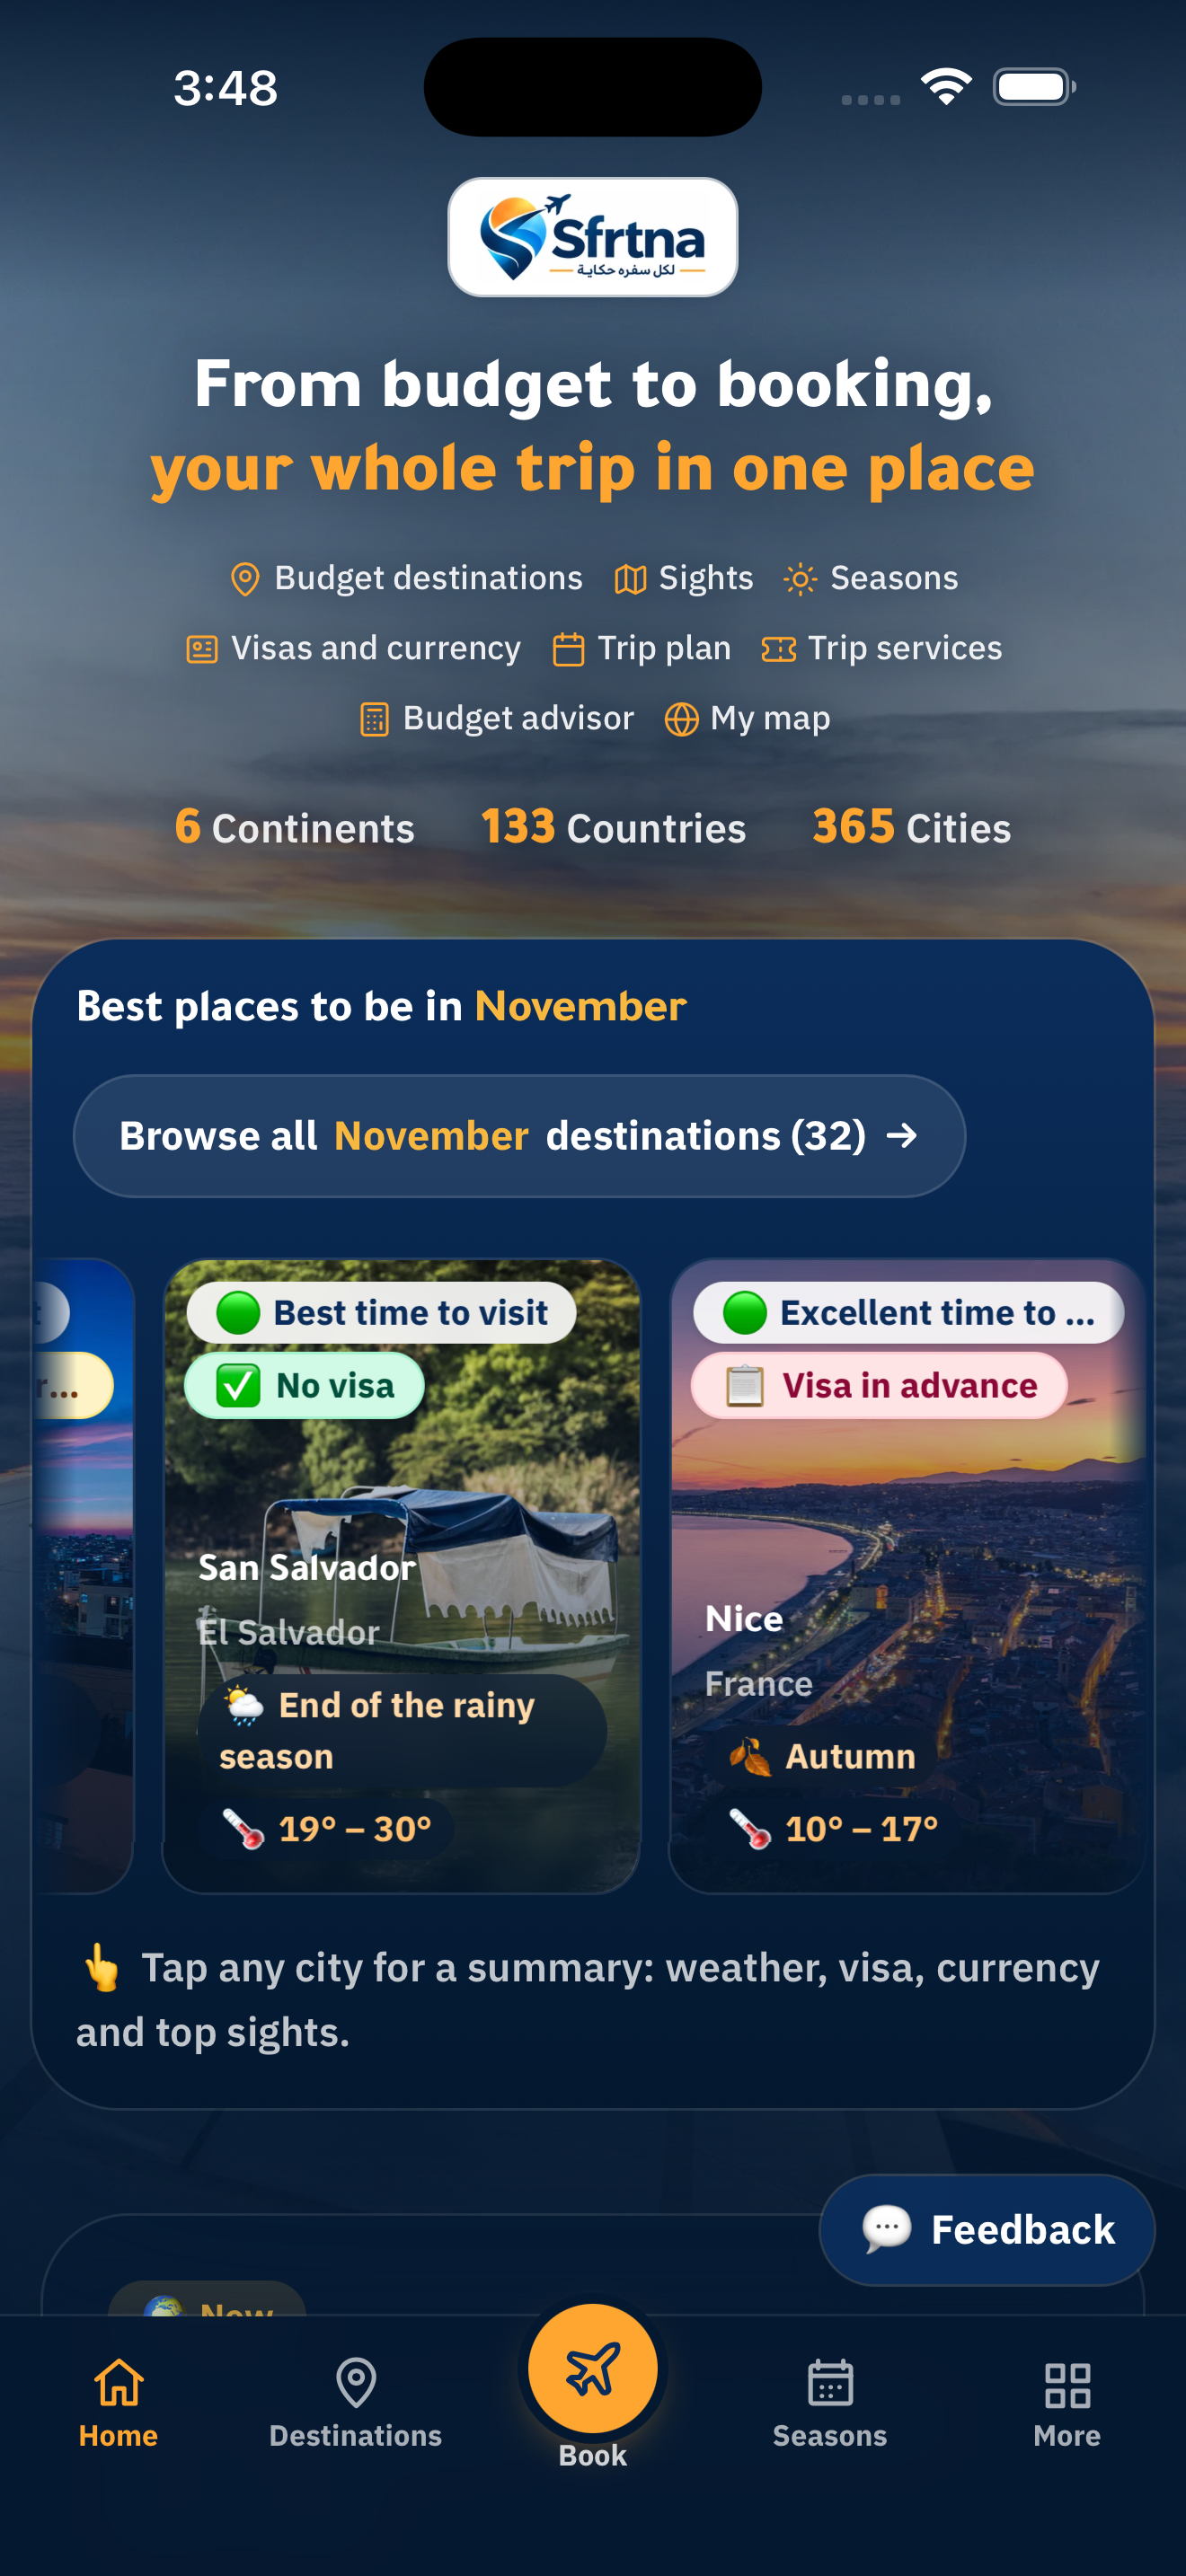 3:48
Sfrtna
لكل سفره حكاية
From budget to booking,
your whole trip in one place
Budget destinations Sights Seasons
Visas and currency Trip plan Trip services
Budget advisor My map
6 Continents 133 Countries 365 Cities
Best places to be in November
Browse all November destinations (32) →
Best time to visit
No visa
San Salvador
El Salvador
End of the rainy
season
19° – 30°
Excellent time to ...
Visa in advance
Nice
France
Autumn
10° – 17°
Tap any city for a summary: weather, visa, currency
and top sights.
Feedback
Home
Destinations
Book
Seasons
More